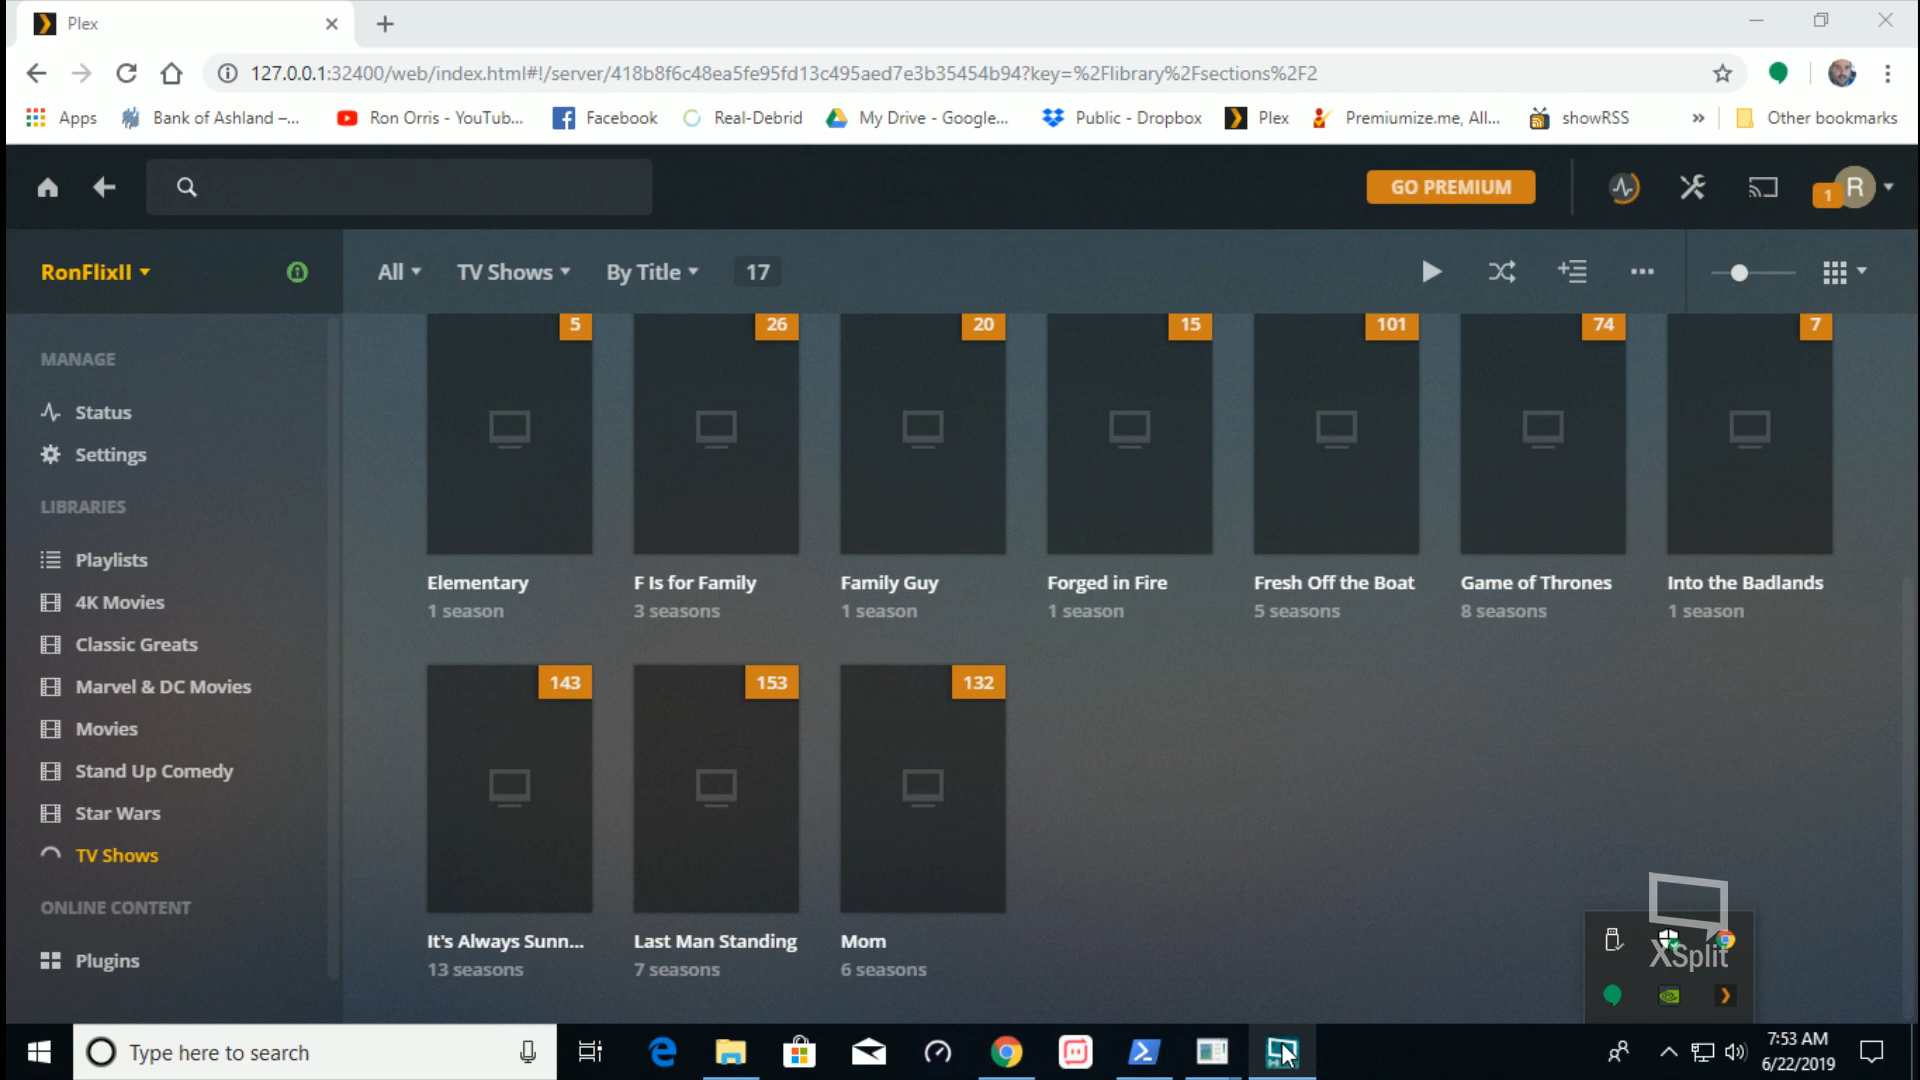 Plex
127.0.0.1:32400/web/index.html#!/server/418b8f6c48ea5fe95fd13c495aed7e3b35454b94?key=%2Flibrary%2Fsections%2F2
Apps Bank of Ashland –... Ron Orris - YouTub... Facebook Real-Debrid My Drive - Google... Public - Dropbox Plex Premiumize.me, All... showRSS » Other bookmarks
GO PREMIUM 1 R
RonFlixII All TV Shows By Title 17
MANAGE
Status
Settings
LIBRARIES
Playlists
4K Movies
Classic Greats
Marvel & DC Movies
Movies
Stand Up Comedy
Star Wars
TV Shows
ONLINE CONTENT
Plugins
5 26 20 15 101 74 7
Elementary F Is for Family Family Guy Forged in Fire Fresh Off the Boat Game of Thrones Into the Badlands
1 season 3 seasons 1 season 1 season 5 seasons 8 seasons 1 season
143 153 132
It's Always Sunn... Last Man Standing Mom
13 seasons 7 seasons 6 seasons
XSplit
Type here to search
7:53 AM
6/22/2019